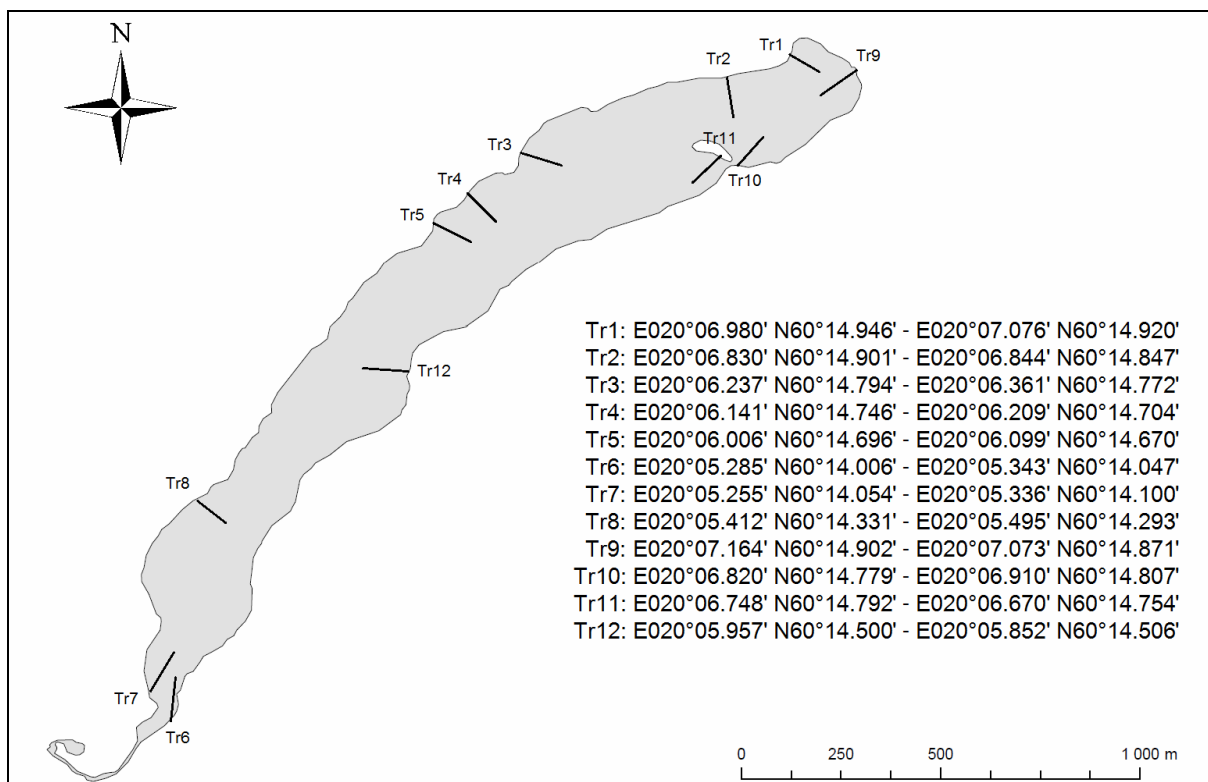 N
Tr1
Tr2
Tr9
Tr11
Tr3
Tr10
Tr4
Tr5
Tr12
Tr8
Tr7
Tr6
Tr1: E020°06.980' N60°14.946' - E020°07.076' N60°14.920'
Tr2: E020°06.830' N60°14.901' - E020°06.844' N60°14.847'
Tr3: E020°06.237' N60°14.794' - E020°06.361' N60°14.772'
Tr4: E020°06.141' N60°14.746' - E020°06.209' N60°14.704'
Tr5: E020°06.006' N60°14.696' - E020°06.099' N60°14.670'
Tr6: E020°05.285' N60°14.006' - E020°05.343' N60°14.047'
Tr7: E020°05.255' N60°14.054' - E020°05.336' N60°14.100'
Tr8: E020°05.412' N60°14.331' - E020°05.495' N60°14.293'
Tr9: E020°07.164' N60°14.902' - E020°07.073' N60°14.871'
Tr10: E020°06.820' N60°14.779' - E020°06.910' N60°14.807'
Tr11: E020°06.748' N60°14.792' - E020°06.670' N60°14.754'
Tr12: E020°05.957' N60°14.500' - E020°05.852' N60°14.506'
0 250 500 1 000 m